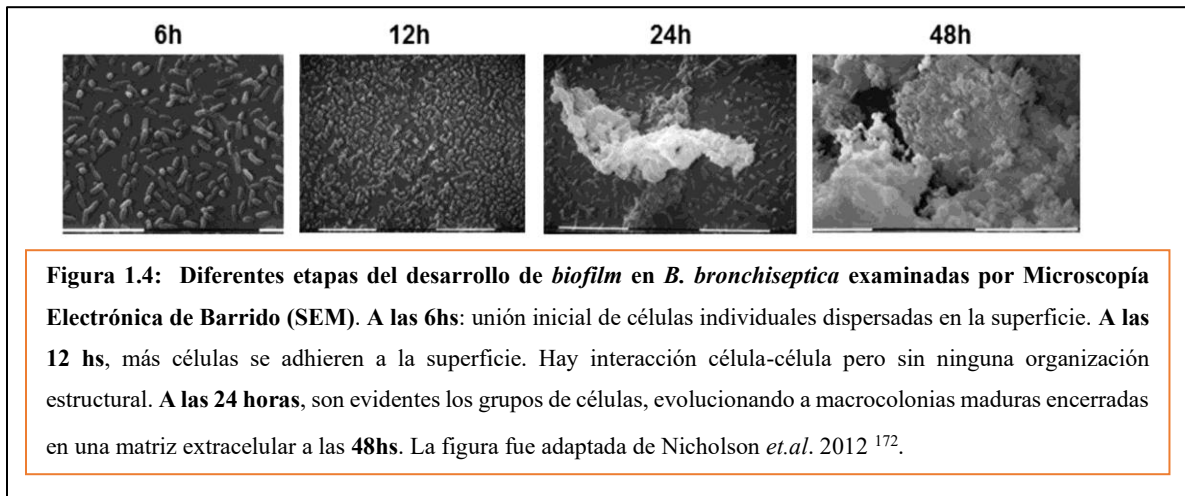 6h 12h 24h 48h
Figura 1.4: Diferentes etapas del desarrollo de biofilm en B. bronchiseptica examinadas por Microscopía
Electrónica de Barrido (SEM). A las 6hs: unión inicial de células individuales dispersadas en la superficie. A las
12 hs, más células se adhieren a la superficie. Hay interacción célula-célula pero sin ninguna organización
estructural. A las 24 horas, son evidentes los grupos de células, evolucionando a macrocolonias maduras encerradas
en una matriz extracelular a las 48hs. La figura fue adaptada de Nicholson et.al. 2012 172.